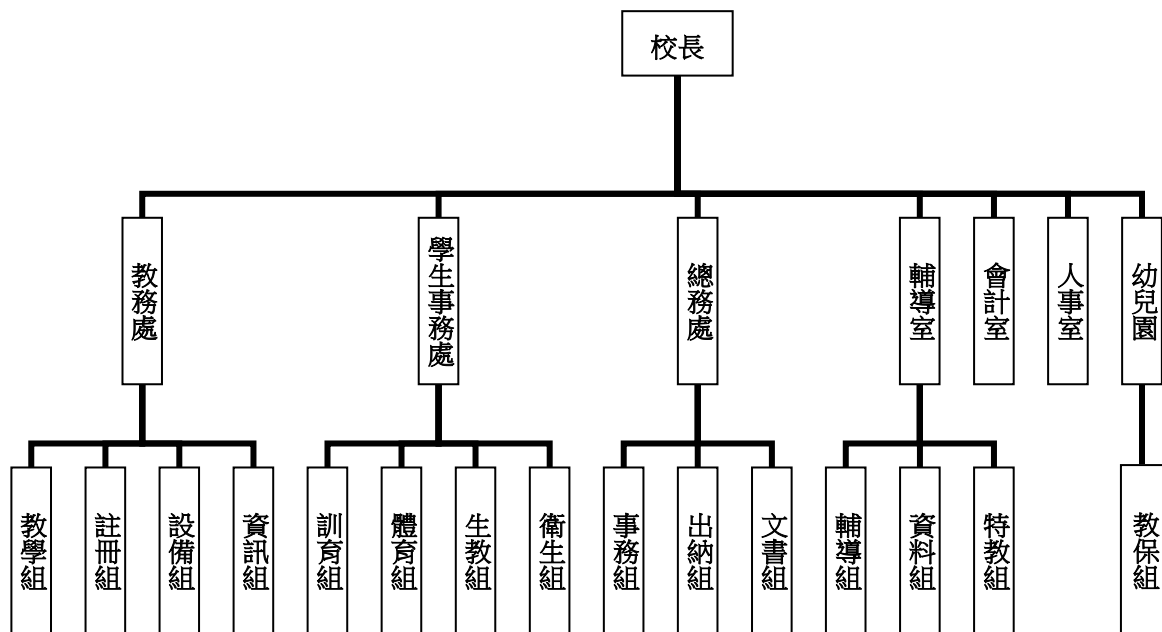 校長
教務處
學生事務處
總務處
輔導室
會計室
人事室
幼兒園
教學組
註冊組
設備組
資訊組
訓育組
體育組
生教組
衛生組
事務組
出納組
文書組
輔導組
資料組
特教組
教保組